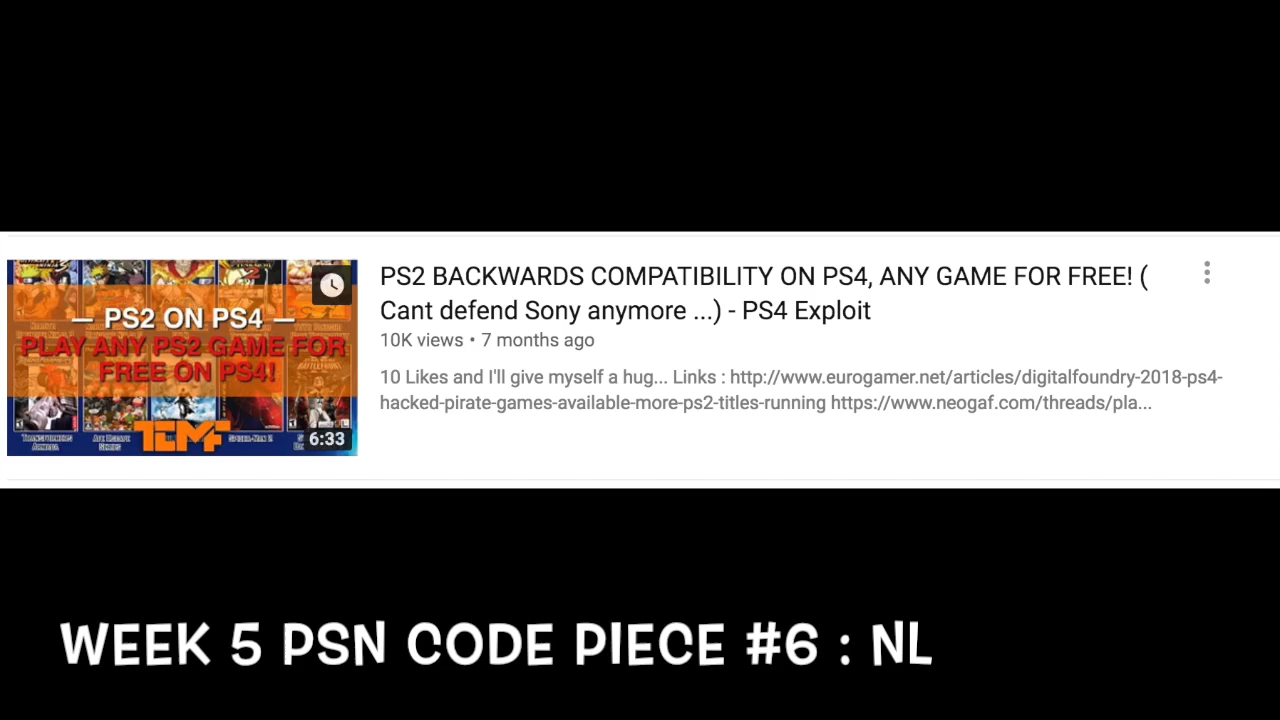 — PS2 ON PS4 —
PLAY ANY PS2 GAME FOR
FREE ON PS4!
TCMF
6:33
PS2 BACKWARDS COMPATIBILITY ON PS4, ANY GAME FOR FREE! (
Cant defend Sony anymore ...) - PS4 Exploit
10K views • 7 months ago
10 Likes and I'll give myself a hug... Links : http://www.eurogamer.net/articles/digitalfoundry-2018-ps4-
hacked-pirate-games-available-more-ps2-titles-running https://www.neogaf.com/threads/pla...
WEEK 5 PSN CODE PIECE #6 : NL